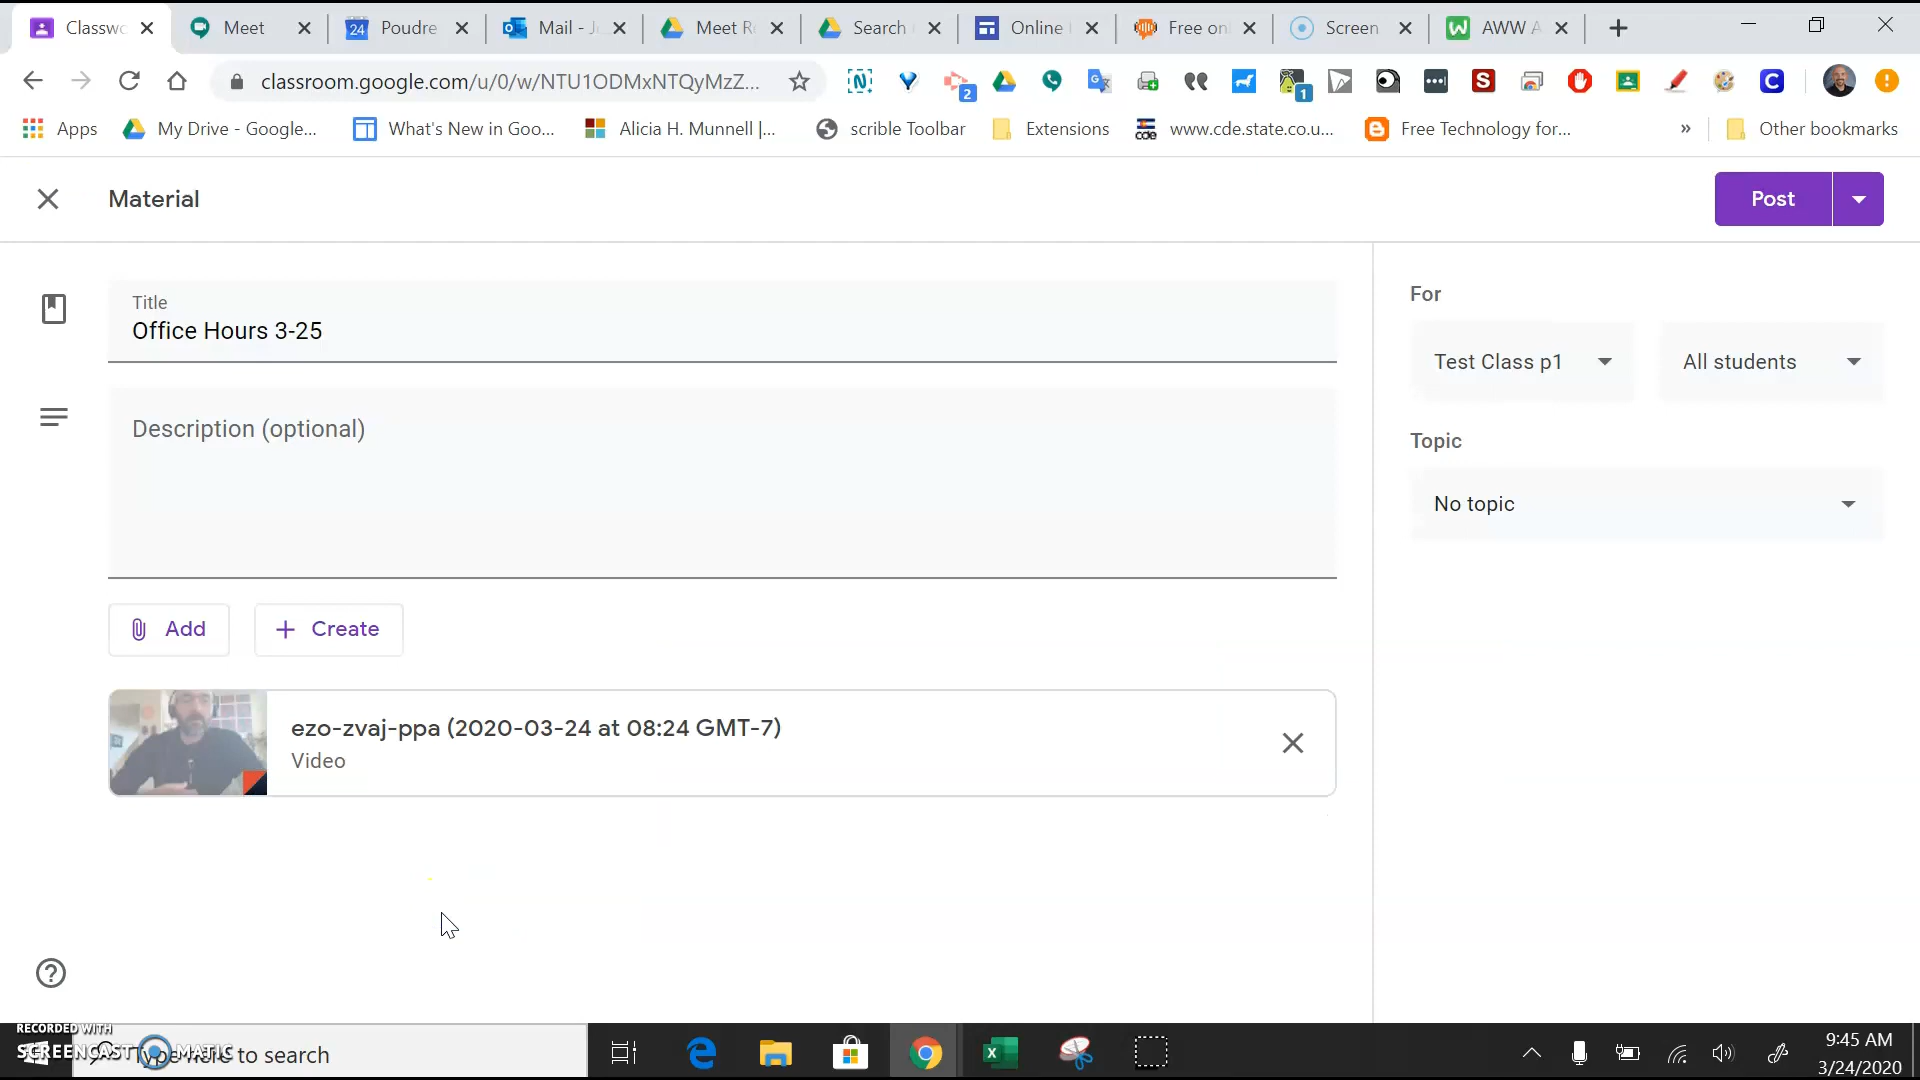 Classwo
Meet
24
Poudre
Mail - J
Meet R
Search
Online
Free on
Screen
AWW A
classroom.google.com/u/0/w/NTU1ODMxNTQyMzZ...
2
1
Apps
My Drive - Google...
What's New in Goo...
Alicia H. Munnell |...
scrible Toolbar
Extensions
www.cde.state.co.u...
Free Technology for...
»
Other bookmarks
Material
Post
Title
Office Hours 3-25
Description (optional)
Add
Create
ezo-zvaj-ppa (2020-03-24 at 08:24 GMT-7)
Video
For
Test Class p1
All students
Topic
No topic
RECORDED WITH
SCREENCAST MATIC
Type here to search
9:45 AM
3/24/2020